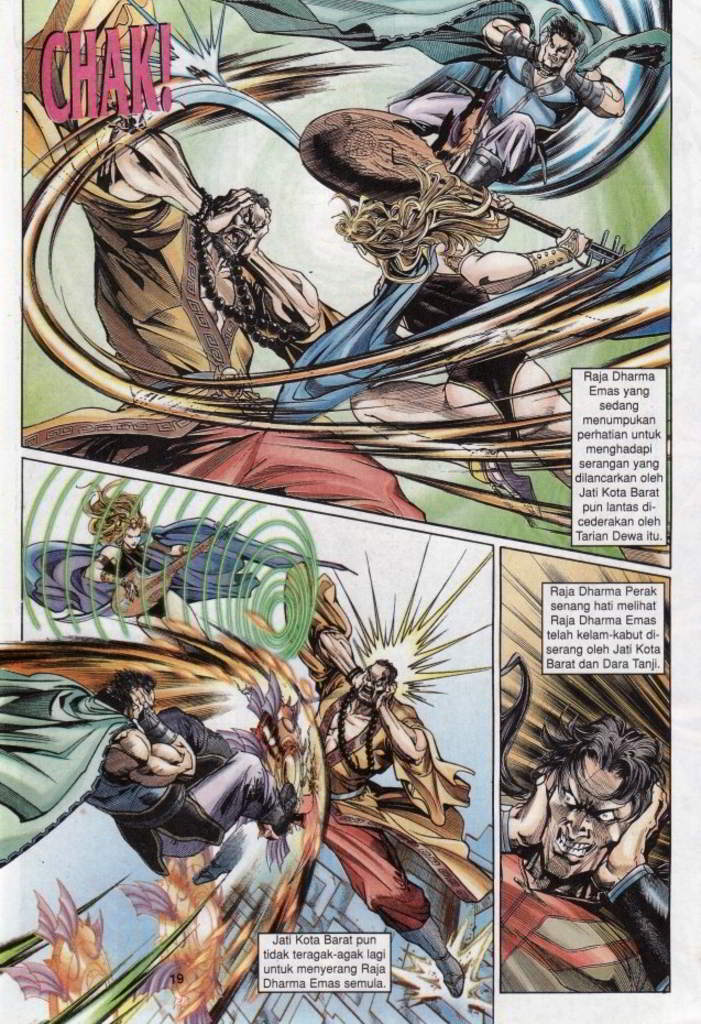 CHAK!
Raja Dharma
Emas yang
sedang
menumpukan
perhatian untuk
menghadapi
serangan yang
dilancarkan oleh
Jati Kota Barat
pun lantas di-
cederakan oleh
Tarian Dewa itu.
Raja Dharma Perak
senang hati melihat
Raja Dharma Emas
telah kelam-kabut di-
serang oleh Jati Kota
Barat dan Dara Tanji.
Jati Kota Barat pun
tidak teragak-agak lagi
untuk menyerang Raja
Dharma Emas semula.
19